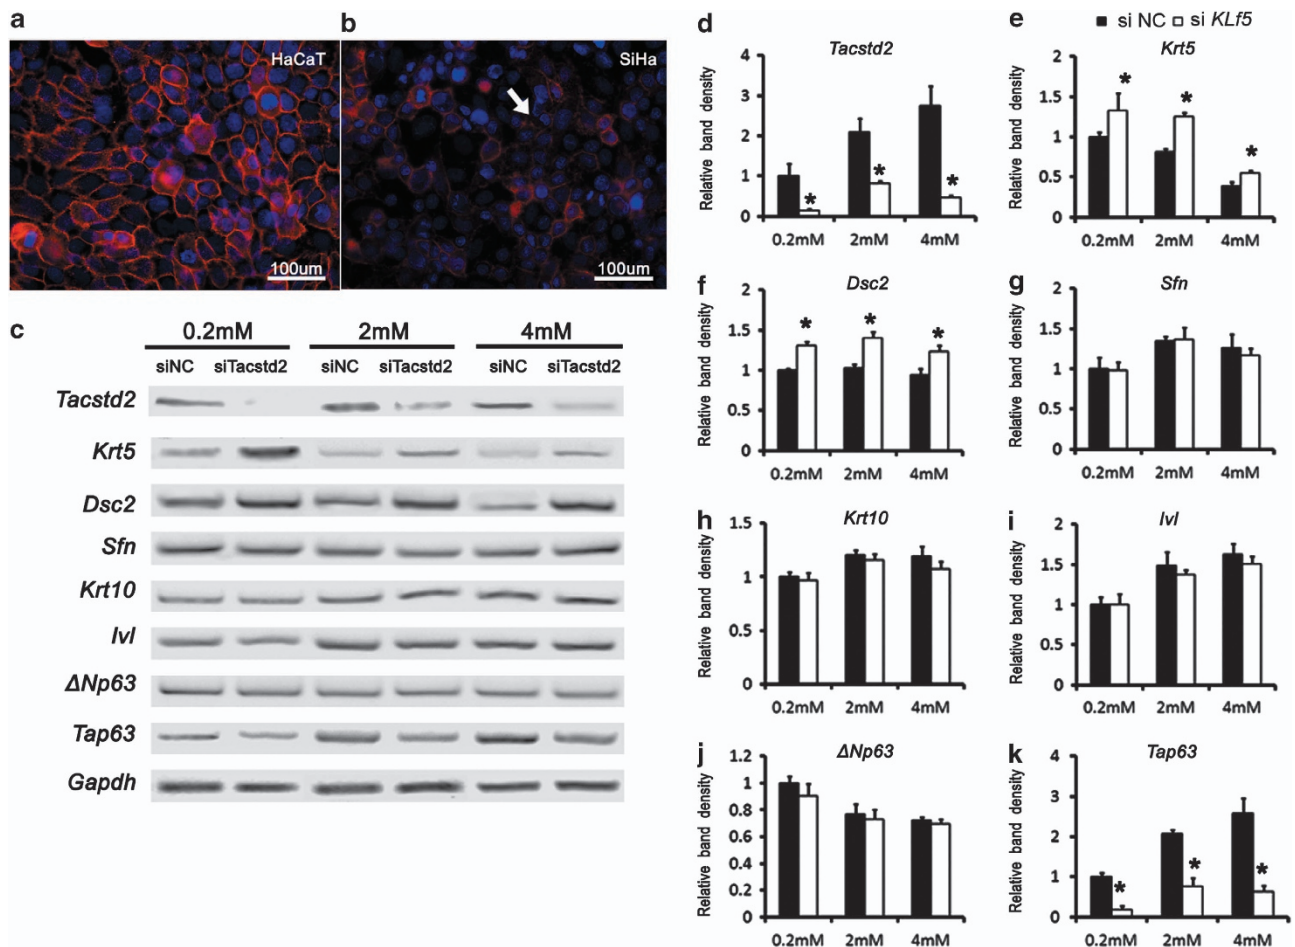 a
HaCaT
100um
b
SiHa
100um
c
0.2mM 2mM 4mM
siNC siTacstd2 siNC siTacstd2 siNC siTacstd2
Tacstd2
Krt5
Dsc2
Sfn
Krt10
Ivl
ΔNp63
Tap63
Gapdh
si NC si KLf5
d
Tacstd2
Relative band density
4
3
2
1
0
0.2mM 2mM 4mM
* * *
e
Krt5
Relative band density
2
1.5
1
0.5
0
0.2mM 2mM 4mM
* * *
f
Dsc2
Relative band density
2
1.5
1
0.5
0
0.2mM 2mM 4mM
* * *
g
Sfn
Relative band density
2
1.5
1
0.5
0
0.2mM 2mM 4mM
h
Krt10
Relative band density
1.5
1
0.5
0
0.2mM 2mM 4mM
i
Ivl
Relative band density
2
1.5
1
0.5
0
0.2mM 2mM 4mM
j
ΔNp63
Relative band density
1.2
1
0.8
0.6
0.4
0.2
0
0.2mM 2mM 4mM
k
Tap63
Relative band density
4
3
2
1
0
0.2mM 2mM 4mM
* * *